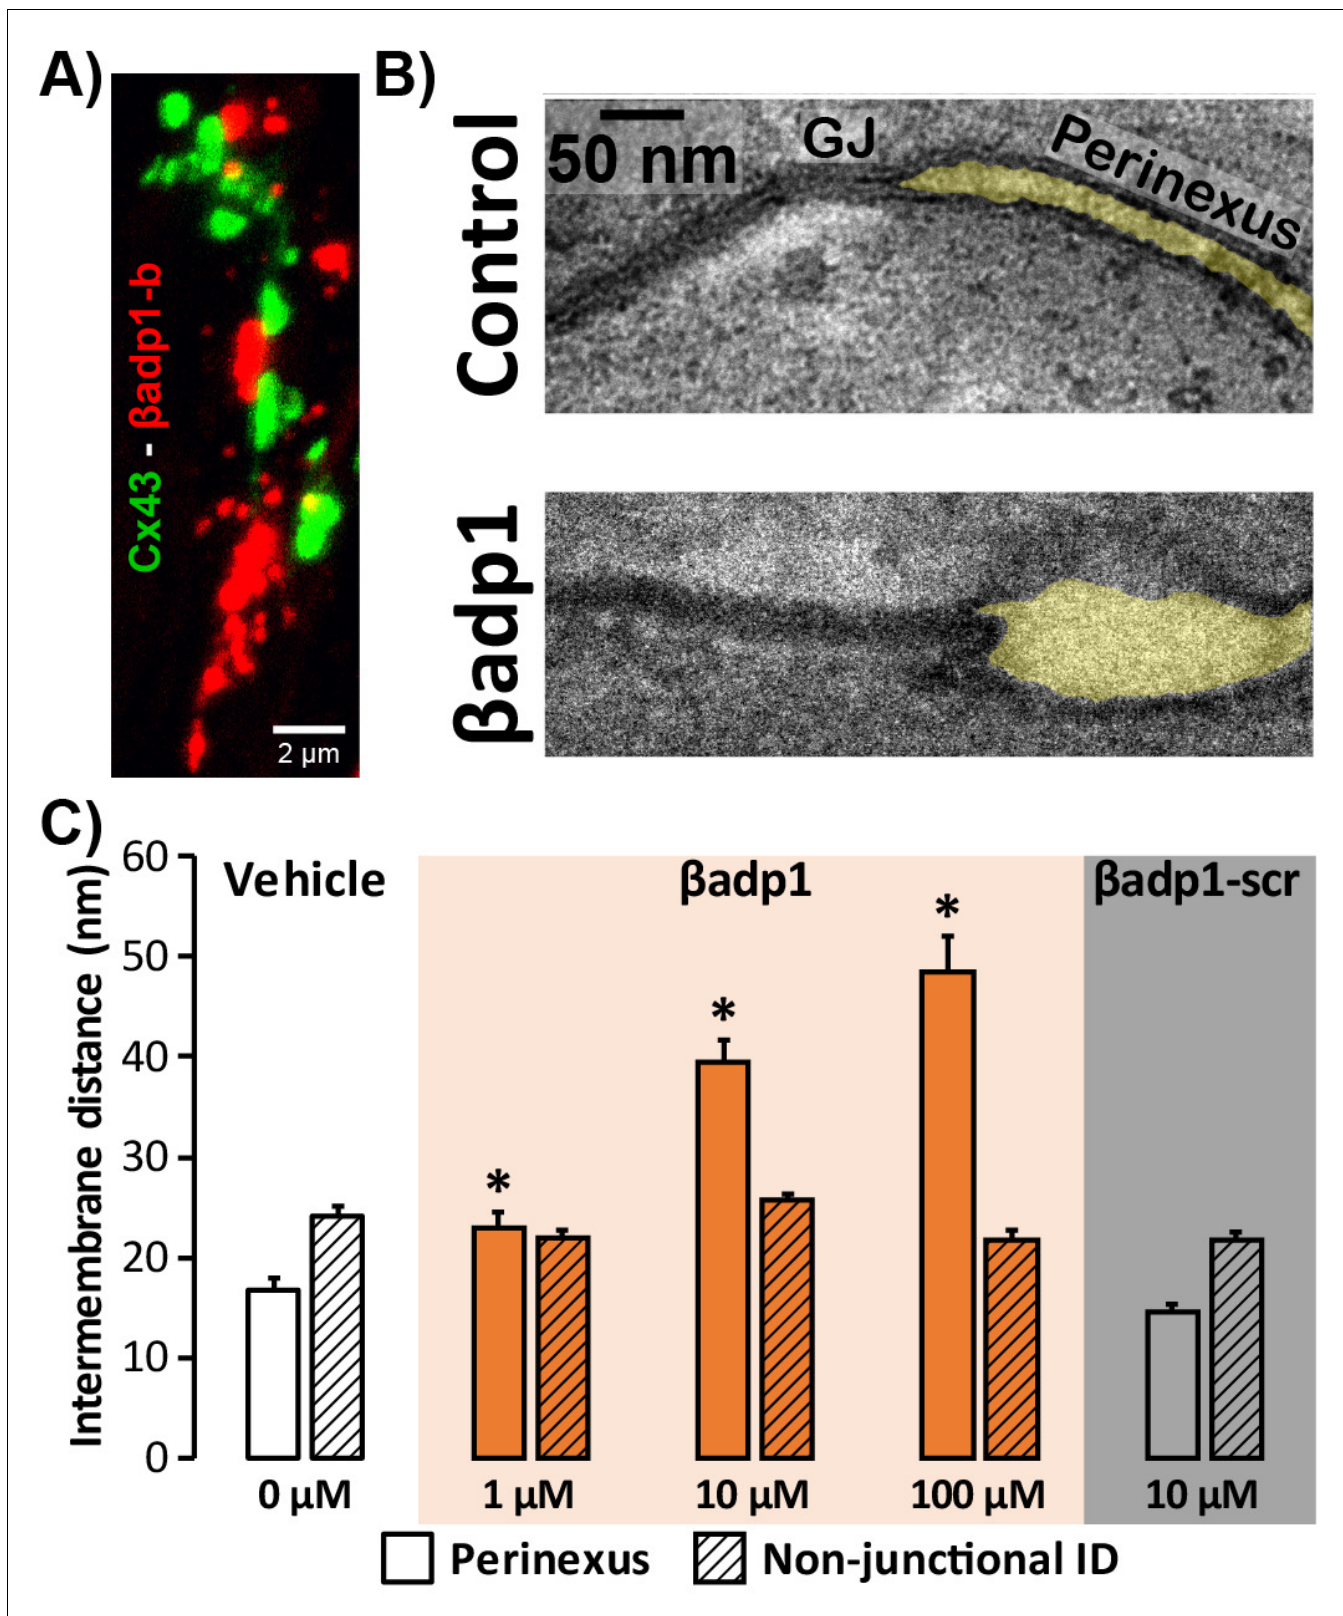 A)
Cx43 - βadp1-b
2 μm
B)
Control
50 nm
GJ
Perinexus
βadp1
C)
Intermembrane distance (nm)
60
50
40
30
20
10
0
Vehicle
βadp1
βadp1-scr
*
*
*
0 μM
1 μM
10 μM
100 μM
10 μM
Perinexus
Non-junctional ID